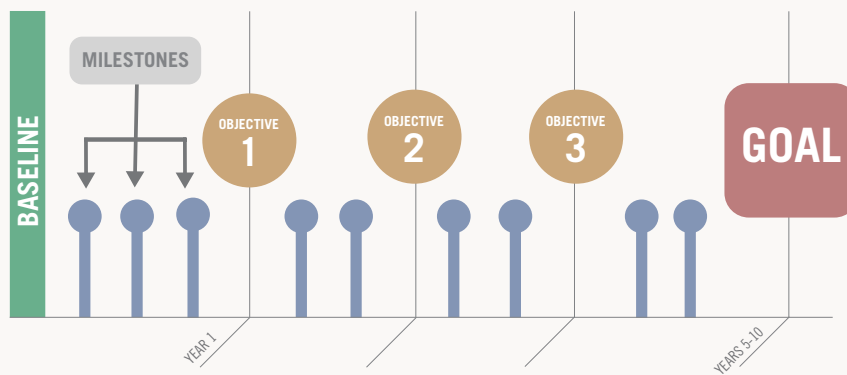 BASELINE
MILESTONES
OBJECTIVE
1
OBJECTIVE
2
OBJECTIVE
3
GOAL
YEAR 1
YEARS 5-10